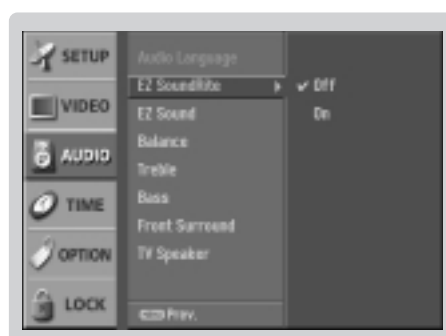 SETUP
VIDEO
AUDIO
TIME
OPTION
LOCK
Audio Language
EZ SoundRite
EZ Sound
Balance
Treble
Bass
Front Surround
TV Speaker
Prev.
Off
On